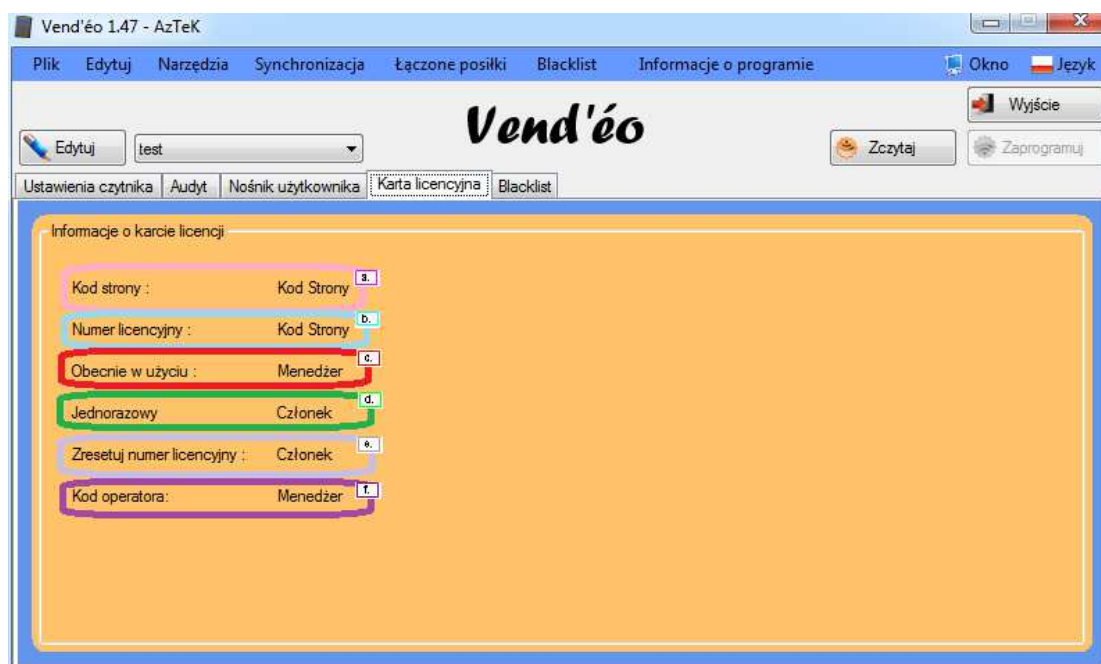 Vend'éo 1.47 - AzTeK
Plik Edytuj Narzędzia Synchronizacja Łączone posiłki Blacklist Informacje o programie Okno Język
Vend'éo
Wyjście
Edytuj test Zczytaj Zaprogramuj
Ustawienia czytnika Audyt Nośnik użytkownika Karta licencyjna Blacklist
Informacje o karcie licencji
Kod strony : Kod Strony a.
Numer licencyjny : Kod Strony b.
Obecnie w użyciu : Menedżer c.
Jednorazowy Członek d.
Zresetuj numer licencyjny : Członek e.
Kod operatora: Menedżer f.